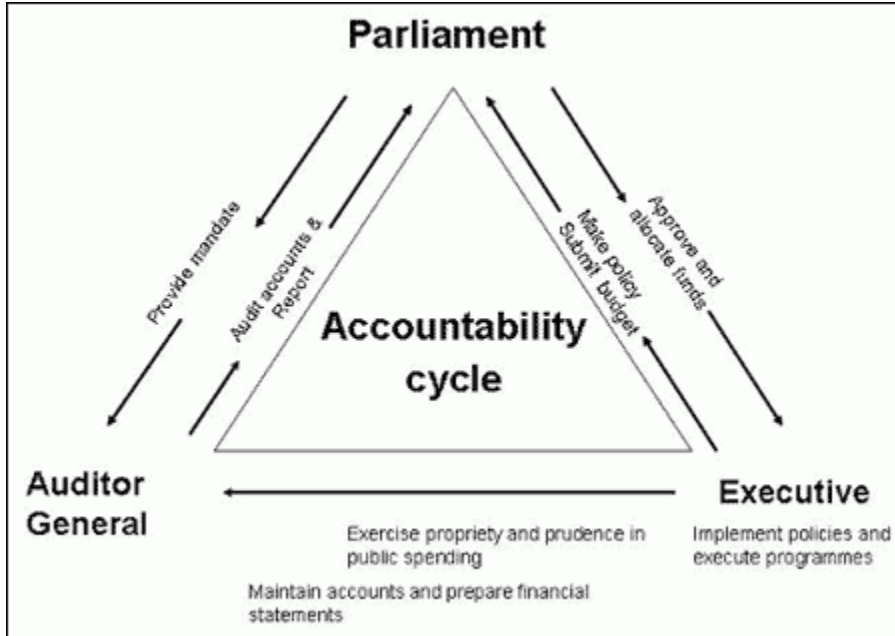 Parliament
Provide mandate
Audit accounts &
Report
Make policy
Submit budget
Approve and
allocate funds
Accountability
cycle
Auditor
General
Executive
Exercise propriety and prudence in
public spending
Implement policies and
execute programmes
Maintain accounts and prepare financial
statements